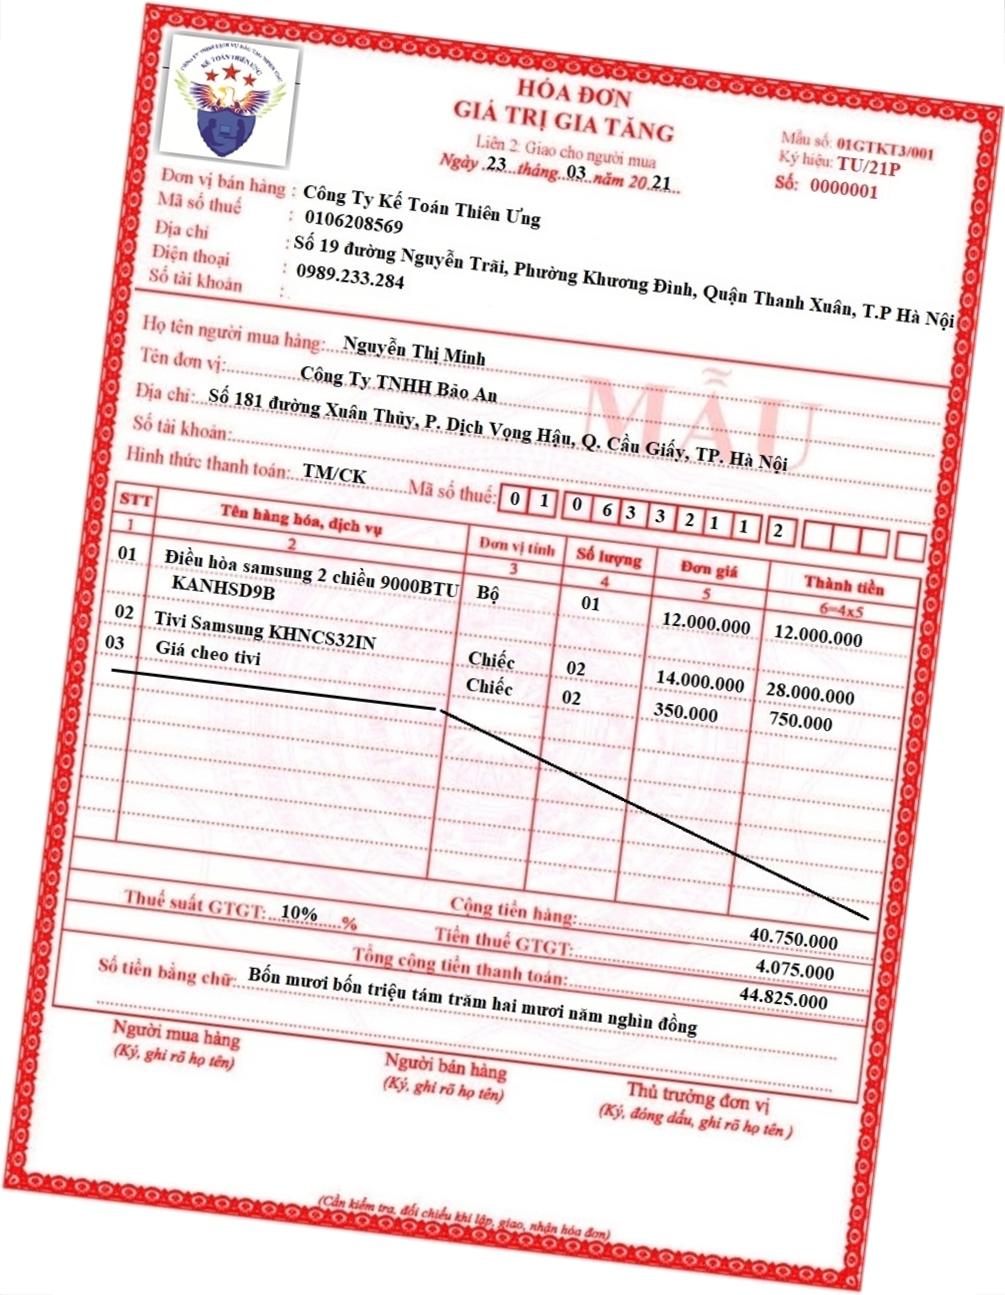 CÔNG TY TNHH DỊCH VỤ ĐÀO TẠO
KẾ TOÁN THIÊN ƯNG
HÓA ĐƠN
GIÁ TRỊ GIA TĂNG
Liên 2: Giao cho người mua
Ngày .23...tháng..03..năm 20.21....
Mẫu số: 01GTKT3/001
Ký hiệu: TU/21P
Số: 0000001
Đơn vị bán hàng : Công Ty Kế Toán Thiên Ưng
Mã số thuế : 0106208569
Địa chỉ : Số 19 đường Nguyễn Trãi, Phường Khương Đình, Quận Thanh Xuân, T.P Hà Nội
Điện thoại : 0989.233.284
Số tài khoản :
MẪU
Họ tên người mua hàng: Nguyễn Thị Minh
Tên đơn vị: Công Ty TNHH Bảo An
Địa chỉ: Số 181 đường Xuân Thủy, P. Dịch Vọng Hậu, Q. Cầu Giấy, TP. Hà Nội
Số tài khoản:
Hình thức thanh toán: TM/CK Mã số thuế: 0 1 0 6 3 3 2 1 1 2
STT Tên hàng hóa, dịch vụ Đơn vị tính Số lượng Đơn giá Thành tiền
1 2 3 4 5 6=4x5
01 Điều hòa samsung 2 chiều 9000BTU Bộ 01 12.000.000 12.000.000
KANHSD9B
02 Tivi Samsung KHNCS32IN Chiếc 02 14.000.000 28.000.000
03 Giá cheo tivi Chiếc 02 350.000 750.000
Cộng tiền hàng: 40.750.000
Thuế suất GTGT: 10% % Tiền thuế GTGT: 4.075.000
Tổng cộng tiền thanh toán: 44.825.000
Số tiền bằng chữ: Bốn mươi bốn triệu tám trăm hai mươi năm nghìn đồng
Người mua hàng Người bán hàng Thủ trưởng đơn vị
(Ký, ghi rõ họ tên) (Ký, ghi rõ họ tên) (Ký, đóng dấu, ghi rõ họ tên )
(Cần kiểm tra, đối chiếu khi lập, giao, nhận hóa đơn)